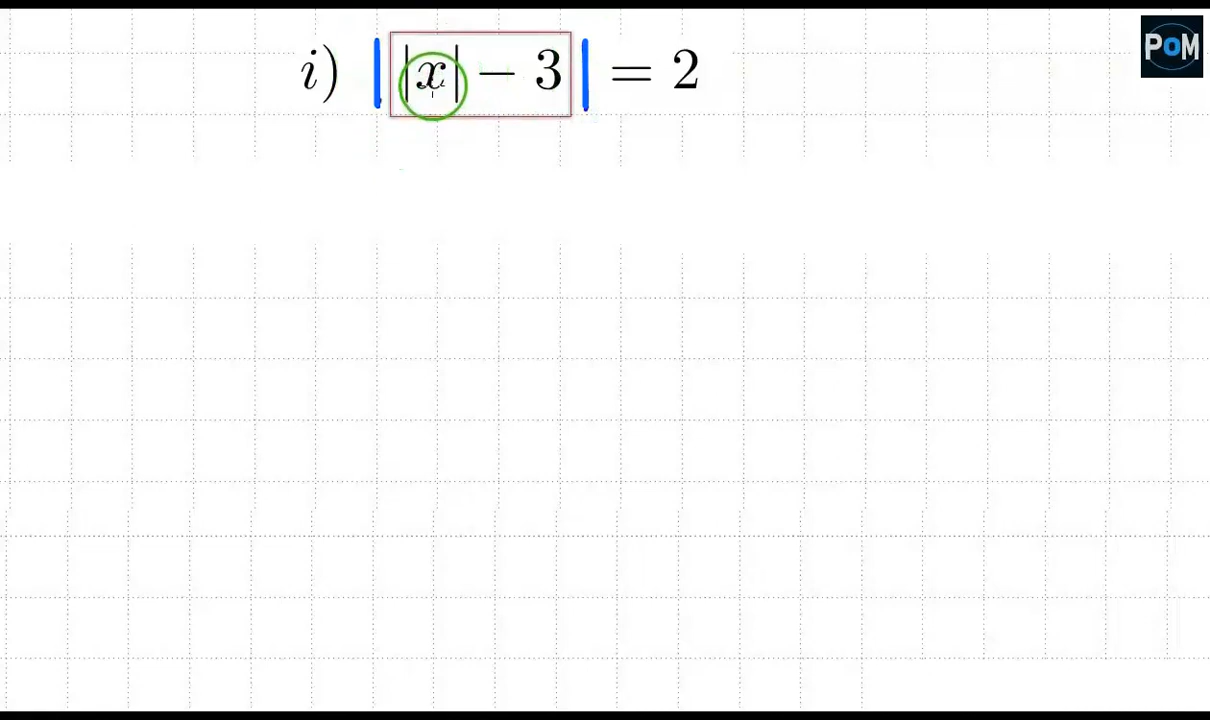 i) | |x| − 3 | = 2
PoM